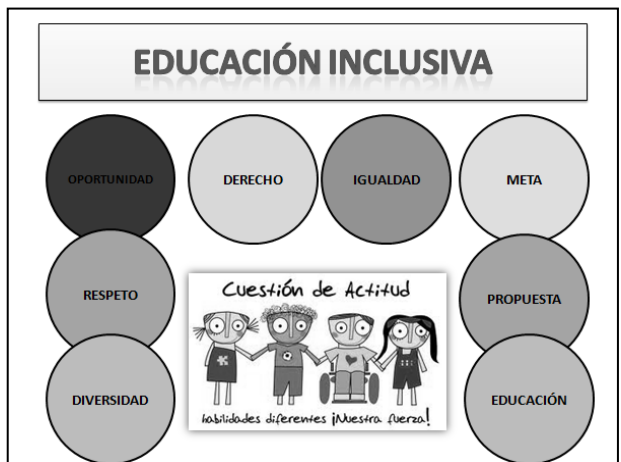 EDUCACIÓN INCLUSIVA
OPORTUNIDAD
DERECHO
IGUALDAD
META
RESPETO
PROPUESTA
Cuestión de Actitud
habilidades diferentes ¡Nuestra fuerza!
DIVERSIDAD
EDUCACIÓN